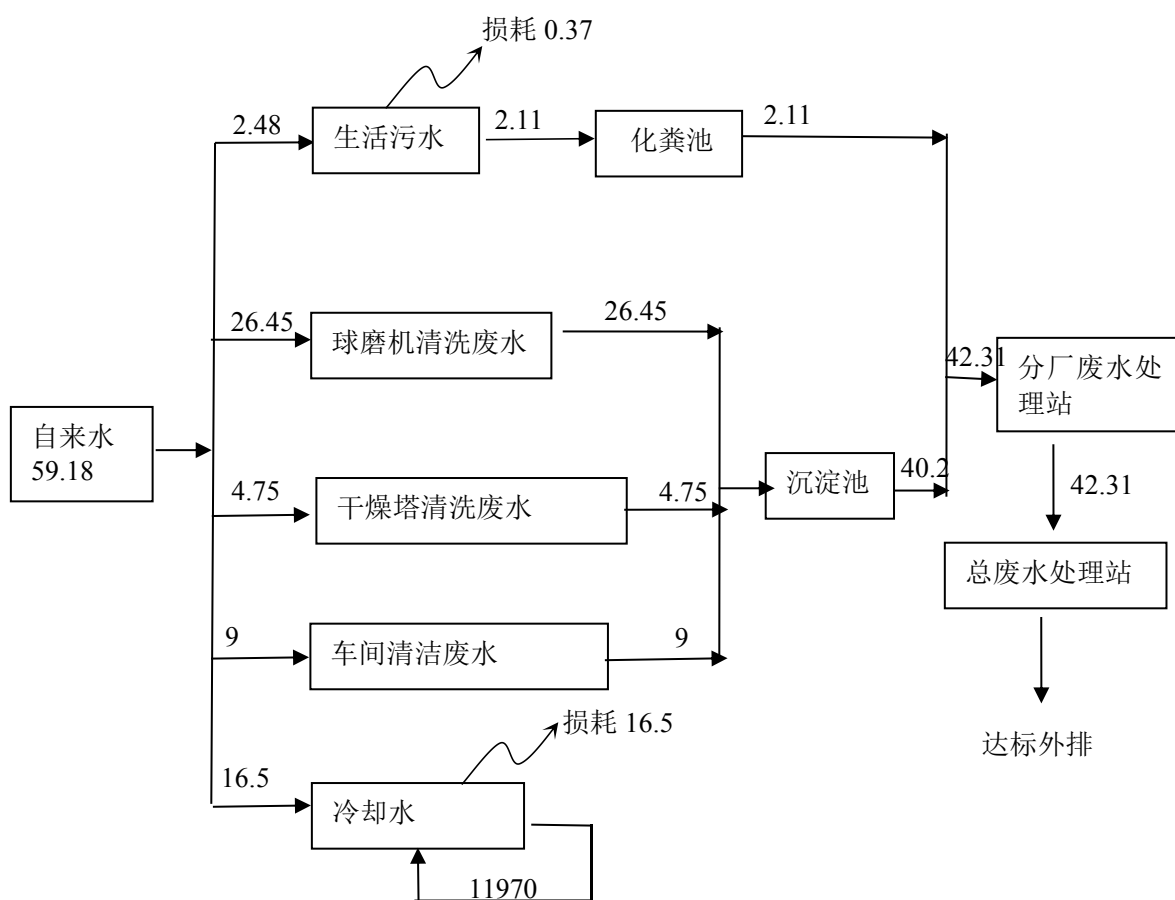 损耗 0.37
2.48
生活污水
2.11
化粪池
2.11
26.45
球磨机清洗废水
26.45
42.31
分厂废水处
理站
自来水
59.18
4.75
干燥塔清洗废水
4.75
沉淀池
40.2
42.31
总废水处理站
9
车间清洁废水
9
损耗 16.5
达标外排
16.5
冷却水
11970